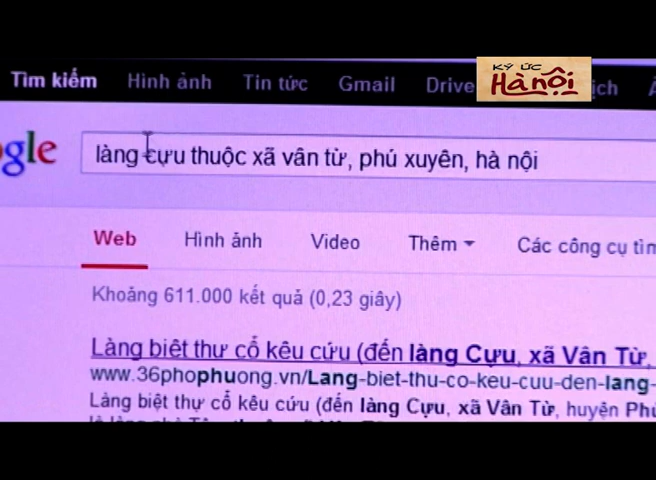 KÝ ỨC
Hà nội
Tìm kiếm Hình ảnh Tin tức Gmail Drive ịch
ogle
làng cựu thuộc xã vân từ, phú xuyên, hà nội
Web Hình ảnh Video Thêm Các công cụ tìm
Khoảng 611.000 kết quả (0,23 giây)
Làng biệt thự cổ kêu cứu (đến làng Cựu, xã Vân Từ,
www.36phophuong.vn/Lang-biet-thu-co-keu-cuu-den-lang-
Làng biệt thự cổ kêu cứu (đến làng Cựu, xã Vân Từ, huyện Phú